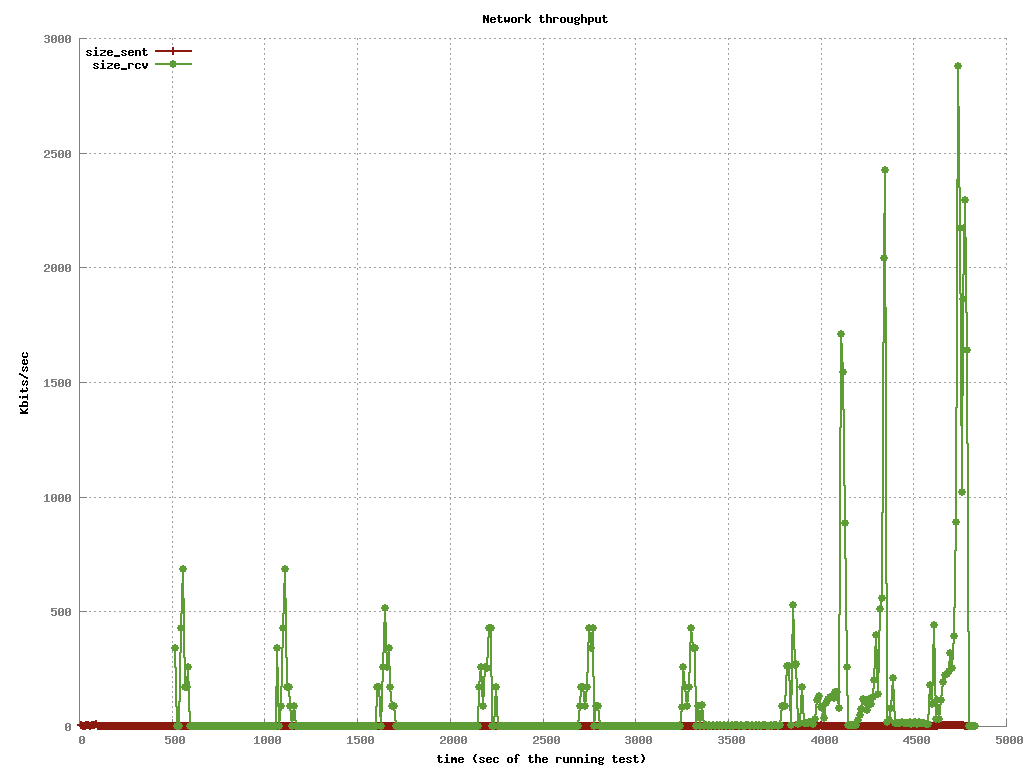 Network throughput
size_sent
size_rcv
3000
2500
2000
1500
1000
500
0
Kbits/sec
0 500 1000 1500 2000 2500 3000 3500 4000 4500 5000
time (sec of the running test)